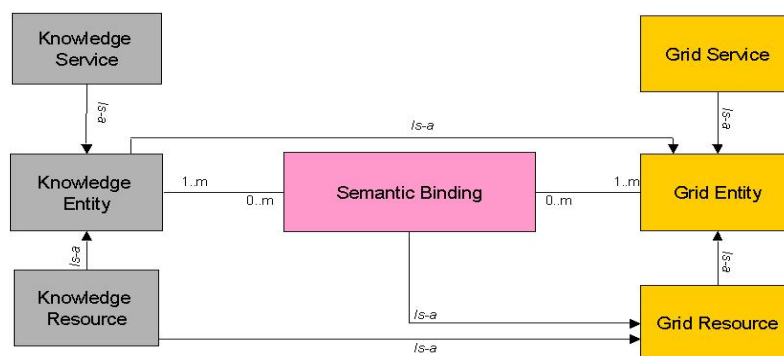 Knowledge
Service
Grid Service
Is-a
Is-a
Is-a
Knowledge
Entity
1..m
0..m
Semantic Binding
0..m
1..m
Grid Entity
Is-a
Is-a
Knowledge
Resource
Is-a
Is-a
Grid Resource